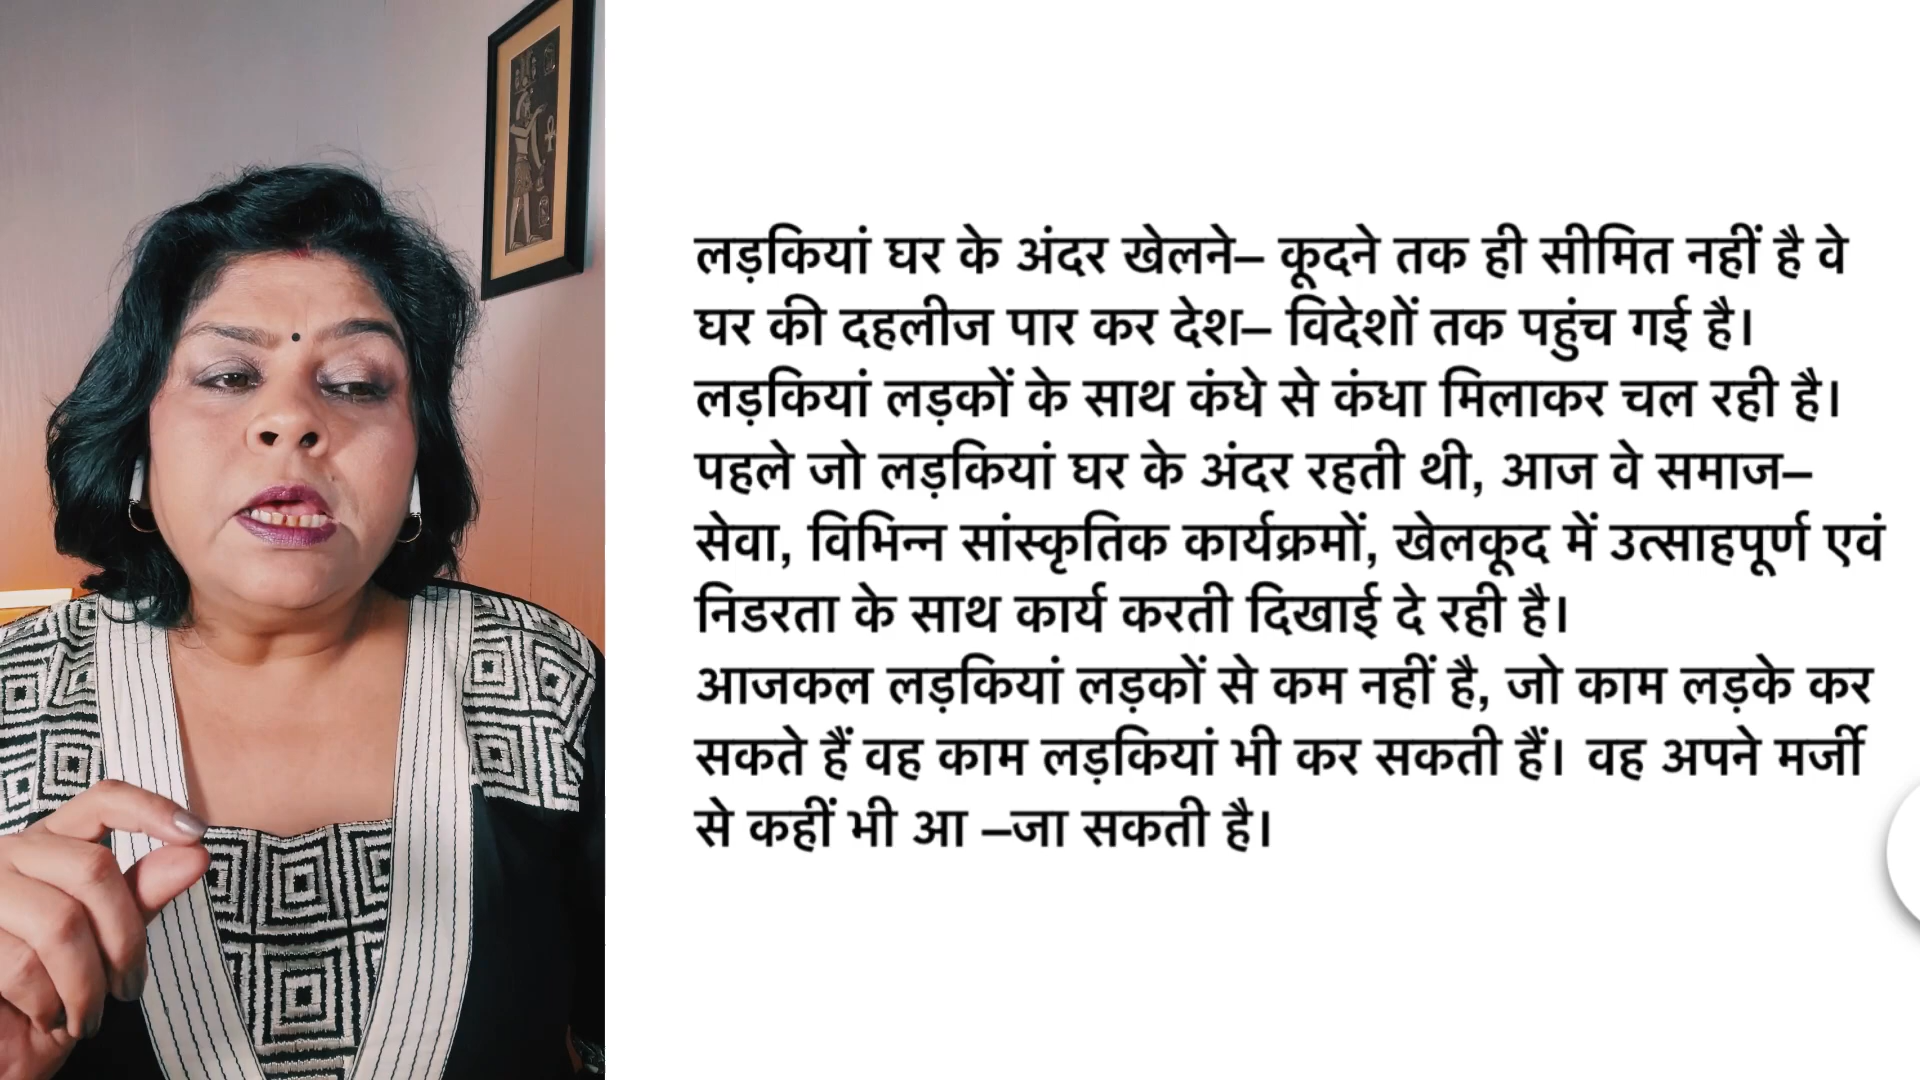 लड़कियां घर के अंदर खेलने– कूदने तक ही सीमित नहीं है वे
घर की दहलीज पार कर देश– विदेशों तक पहुंच गई है।
लड़कियां लड़कों के साथ कंधे से कंधा मिलाकर चल रही है।
पहले जो लड़कियां घर के अंदर रहती थी, आज वे समाज–
सेवा, विभिन्न सांस्कृतिक कार्यक्रमों, खेलकूद में उत्साहपूर्ण एवं
निडरता के साथ कार्य करती दिखाई दे रही है।
आजकल लड़कियां लड़कों से कम नहीं है, जो काम लड़के कर
सकते हैं वह काम लड़कियां भी कर सकती हैं। वह अपने मर्जी
से कहीं भी आ –जा सकती है।